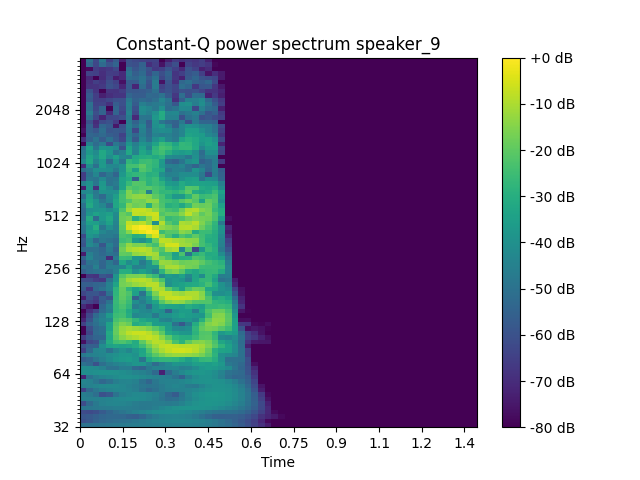 Constant-Q power spectrum speaker_9
+0 dB
2048
-10 dB
1024
-20 dB
-30 dB
512
Hz
-40 dB
256
-50 dB
128
-60 dB
64
-70 dB
32
-80 dB
0 0.15 0.3 0.45 0.6 0.75 0.9 1.1 1.2 1.4
Time